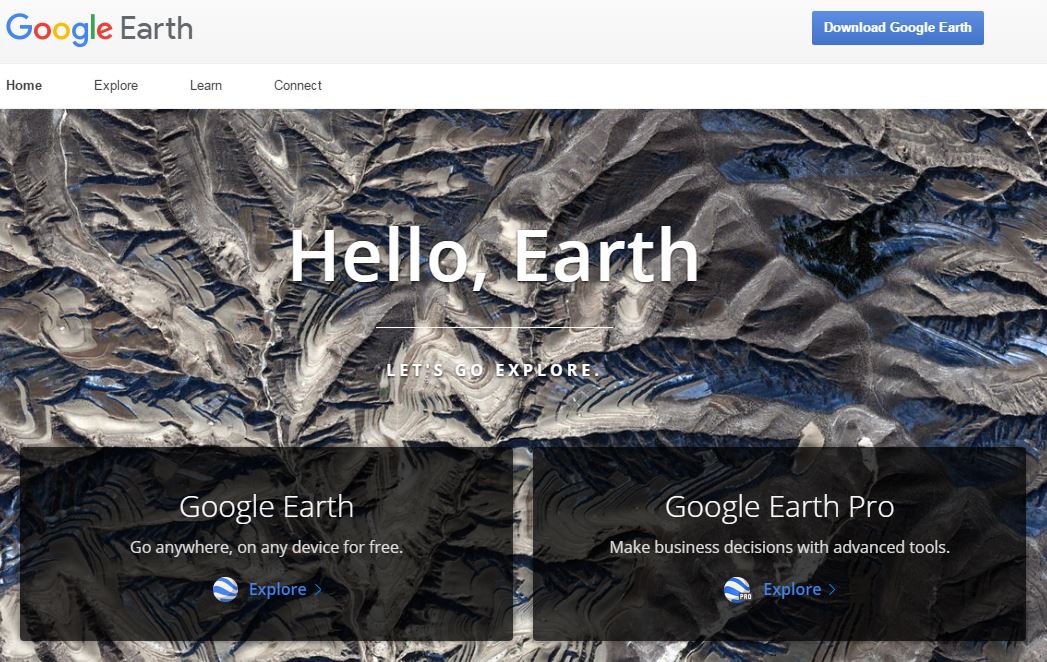 Google Earth
Download Google Earth
Home Explore Learn Connect
Hello, Earth
LET'S GO EXPLORE.
Google Earth
Go anywhere, on any device for free.
Explore
Google Earth Pro
Make business decisions with advanced tools.
PRO
Explore